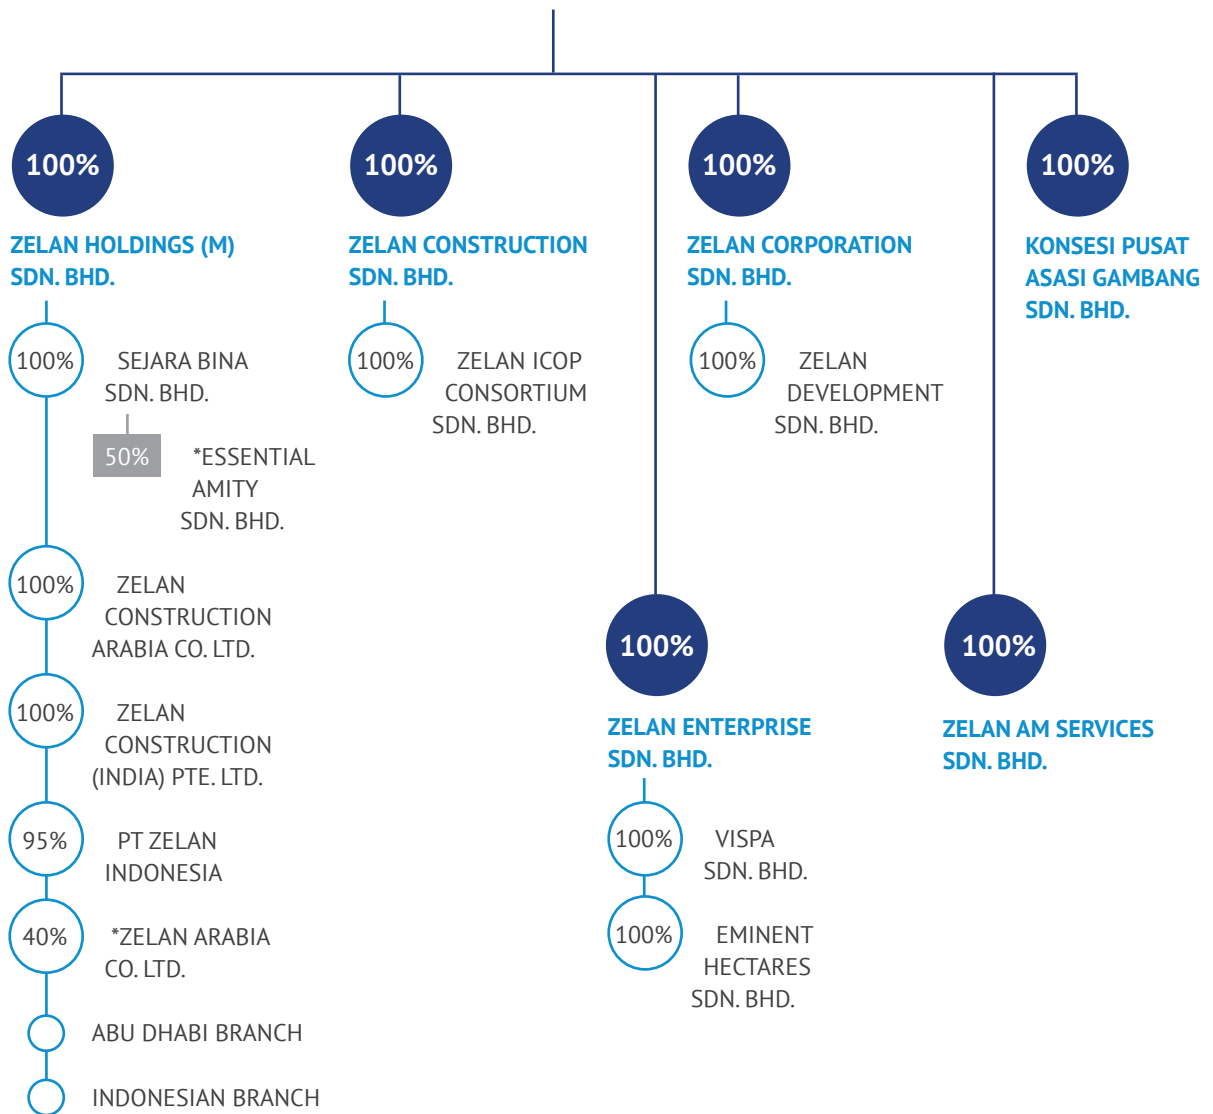 100%
ZELAN HOLDINGS (M)
SDN. BHD.
100%
SEJARA BINA
SDN. BHD.
50%
*ESSENTIAL
AMITY
SDN. BHD.
100%
ZELAN
CONSTRUCTION
ARABIA CO. LTD.
100%
ZELAN
CONSTRUCTION
(INDIA) PTE. LTD.
95%
PT ZELAN
INDONESIA
40%
*ZELAN ARABIA
CO. LTD.
ABU DHABI BRANCH
INDONESIAN BRANCH
100%
ZELAN CONSTRUCTION
SDN. BHD.
100%
ZELAN ICOP
CONSORTIUM
SDN. BHD.
100%
ZELAN CORPORATION
SDN. BHD.
100%
ZELAN
DEVELOPMENT
SDN. BHD.
100%
KONSESI PUSAT
ASASI GAMBANG
SDN. BHD.
100%
ZELAN ENTERPRISE
SDN. BHD.
100%
VISPA
SDN. BHD.
100%
EMINENT
HECTARES
SDN. BHD.
100%
ZELAN AM SERVICES
SDN. BHD.